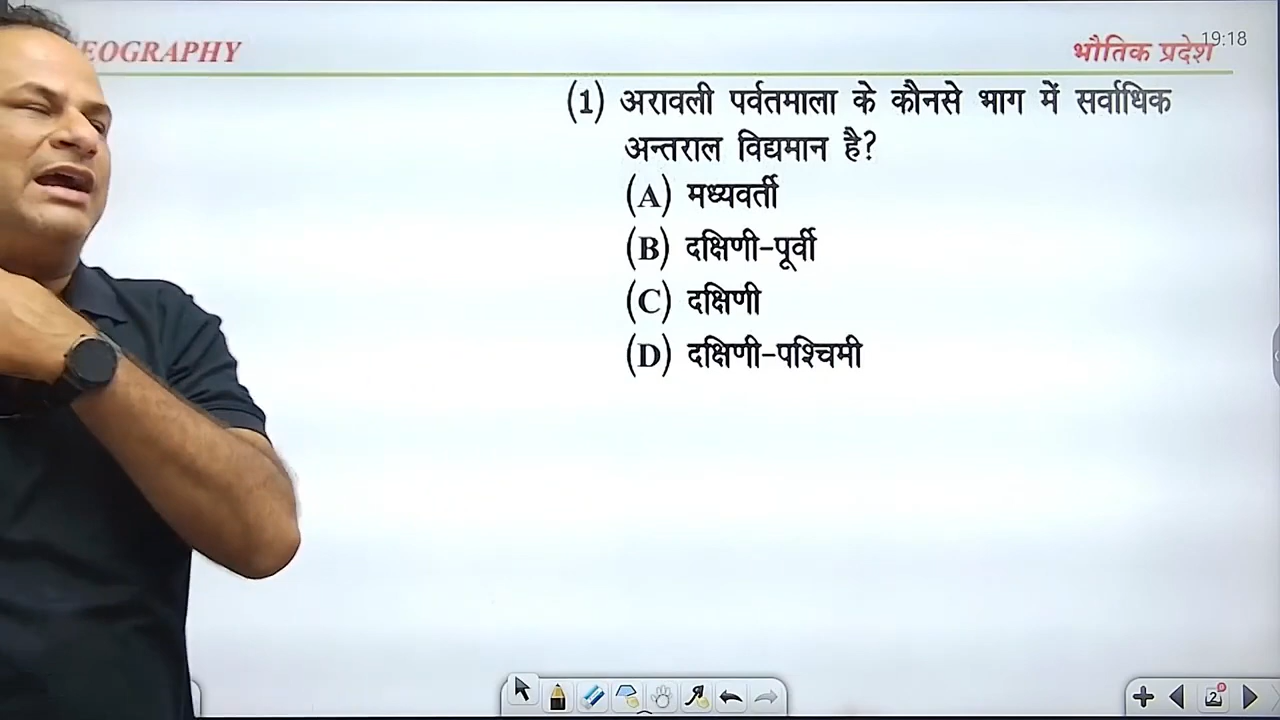 EOGRAPHY
भौतिक प्रदेश
19:18
(1) अरावली पर्वतमाला के कौनसे भाग में सर्वाधिक
अन्तराल विद्यमान है?
(A) मध्यवर्ती
(B) दक्षिणी-पूर्वी
(C) दक्षिणी
(D) दक्षिणी-पश्चिमी
2